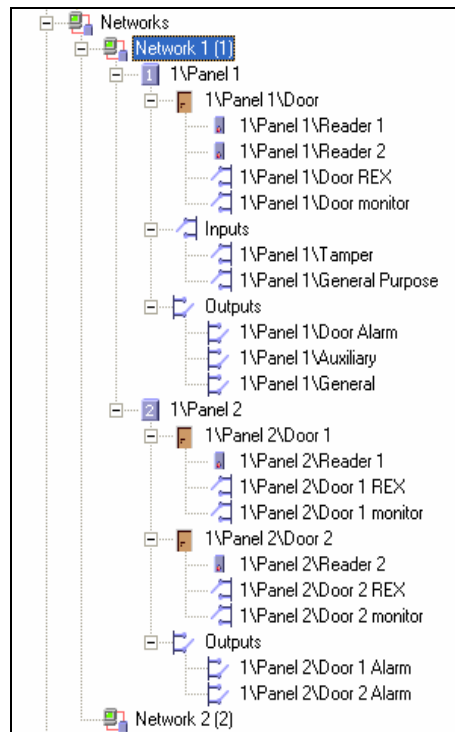 Networks
Network 1 (1)
1 1\Panel 1
1\Panel 1\Door
1\Panel 1\Reader 1
1\Panel 1\Reader 2
1\Panel 1\Door REX
1\Panel 1\Door monitor
Inputs
1\Panel 1\Tamper
1\Panel 1\General Purpose
Outputs
1\Panel 1\Door Alarm
1\Panel 1\Auxiliary
1\Panel 1\General
2 1\Panel 2
1\Panel 2\Door 1
1\Panel 2\Reader 1
1\Panel 2\Door 1 REX
1\Panel 2\Door 1 monitor
1\Panel 2\Door 2
1\Panel 2\Reader 2
1\Panel 2\Door 2 REX
1\Panel 2\Door 2 monitor
Outputs
1\Panel 2\Door 1 Alarm
1\Panel 2\Door 2 Alarm
Network 2 (2)